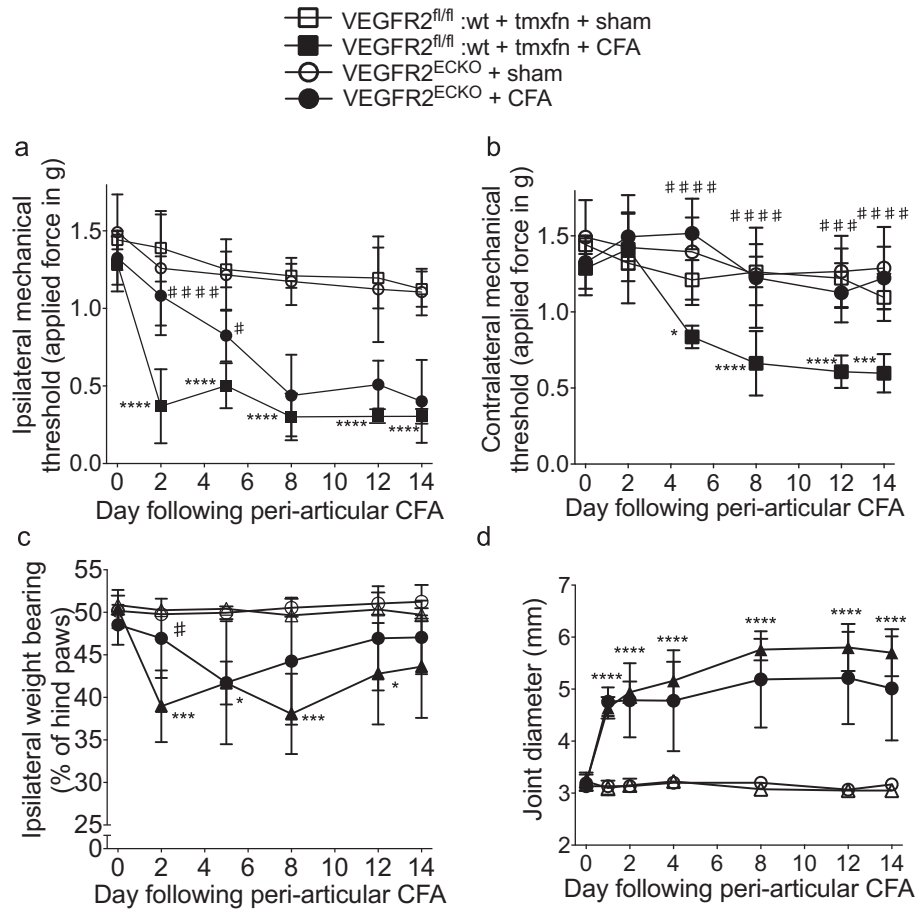 VEGFR2fl/fl :wt + tmxfn + sham
VEGFR2fl/fl :wt + tmxfn + CFA
VEGFR2ECKO + sham
VEGFR2ECKO + CFA
a
Ipsilateral mechanical
threshold (applied force in g)
1.5
1.0
0.5
0.0
♯♯♯♯
♯
****
****
****
****
****
0 2 4 6 8 10 12 14
Day following peri-articular CFA
b
Contralateral mechanical
threshold (applied force in g)
1.5
1.0
0.5
0.0
♯♯♯♯
♯♯♯♯
♯♯♯
♯♯♯♯
*
****
****
***
0 2 4 6 8 10 12 14
Day following peri-articular CFA
c
Ipsilateral weight bearing
(% of hind paws)
55
50
45
40
35
30
25
0
♯
***
*
***
*
0 2 4 6 8 10 12 14
Day following peri-articular CFA
d
Joint diameter (mm)
7
6
5
4
3
2
****
****
****
****
****
****
0 2 4 6 8 10 12 14
Day following peri-articular CFA